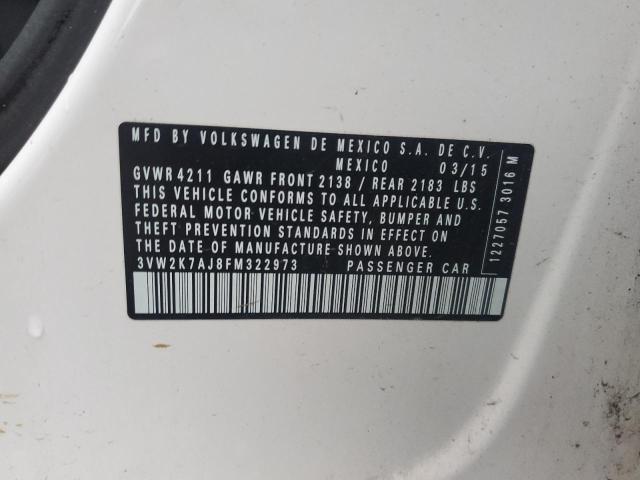 MFD BY VOLKSWAGEN DE MEXICO S.A. DE C.V.
MEXICO 03/15
GVWR 4211 GAWR FRONT 2138 / REAR 2183 LBS
THIS VEHICLE CONFORMS TO ALL APPLICABLE U.S.
FEDERAL MOTOR VEHICLE SAFETY, BUMPER AND
THEFT PREVENTION STANDARDS IN EFFECT ON
THE DATE OF MANUFACTURE SHOWN ABOVE.
3VW2K7AJ8FM322973 PASSENGER CAR
1227057 3016 M